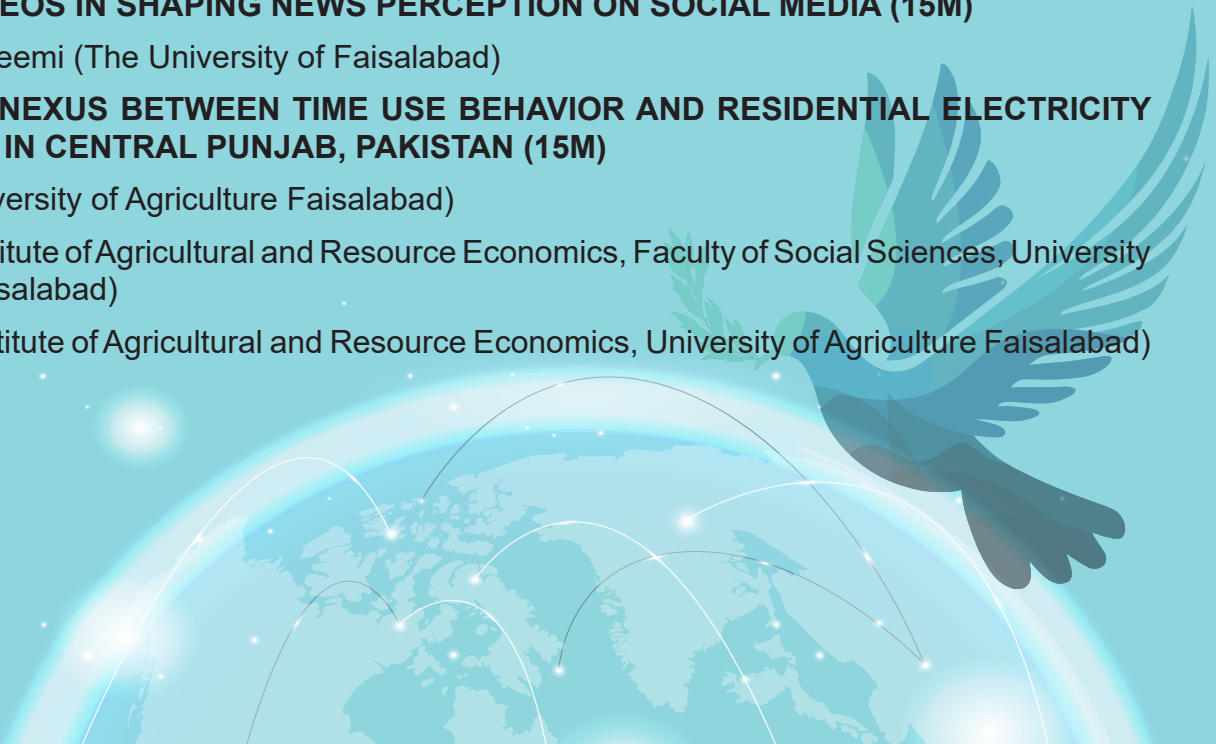 EOS IN SHAPING NEWS PERCEPTION ON SOCIAL MEDIA (15M)
eemi (The University of Faisalabad)
NEXUS BETWEEN TIME USE BEHAVIOR AND RESIDENTIAL ELECTRICITY
IN CENTRAL PUNJAB, PAKISTAN (15M)
versity of Agriculture Faisalabad)
itute of Agricultural and Resource Economics, Faculty of Social Sciences, University
salabad)
titute of Agricultural and Resource Economics, University of Agriculture Faisalabad)